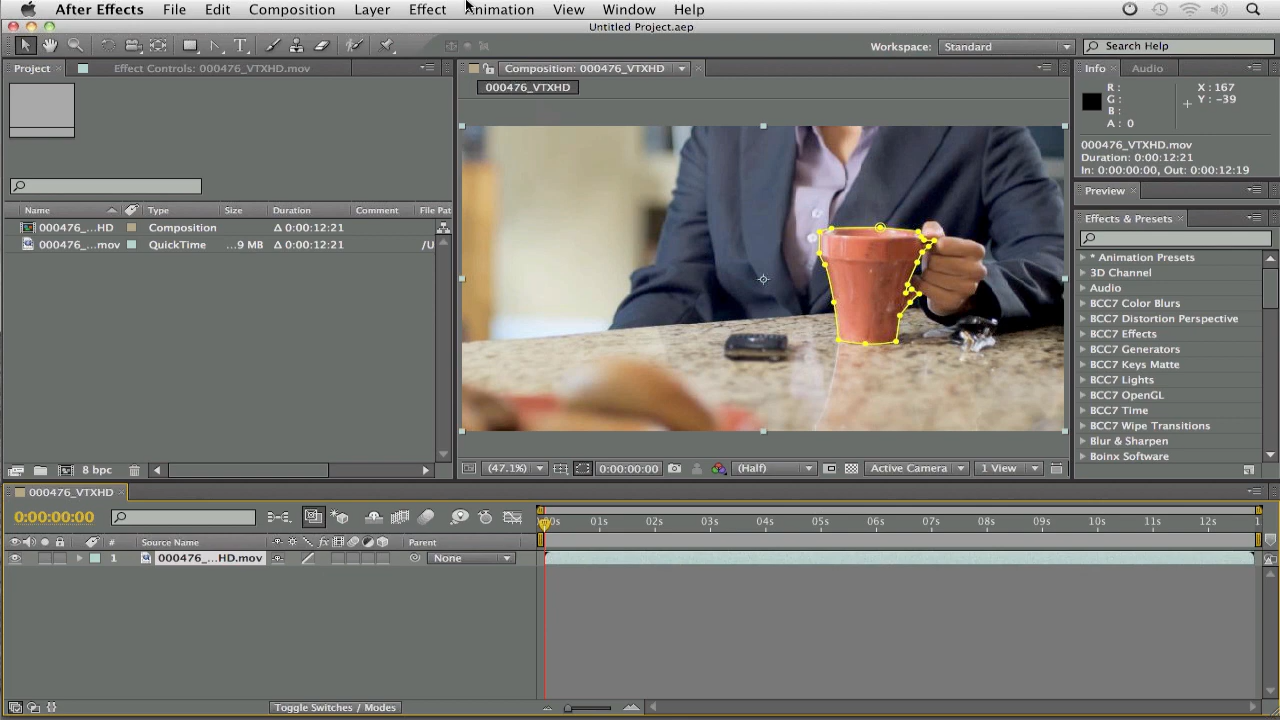 After Effects File Edit Composition Layer Effect Animation View Window Help
Untitled Project.aep
Workspace: Standard Search Help
Project Effect Controls: 000476_VTXHD.mov
Composition: 000476_VTXHD
000476_VTXHD
Info Audio
R : X : 167
G : Y : -39
B :
A : 0
000476_VTXHD.mov
Duration: 0:00:12:21
In: 0:00:00:00, Out: 0:00:12:19
Preview
Effects & Presets
Name Type Size Duration Comment File Pat
000476_...HD Composition Δ 0:00:12:21
000476_...mov QuickTime ...9 MB Δ 0:00:12:21 /U
* Animation Presets
3D Channel
Audio
BCC7 Color Blurs
BCC7 Distortion Perspective
BCC7 Effects
BCC7 Generators
BCC7 Keys Matte
BCC7 Lights
BCC7 OpenGL
BCC7 Time
BCC7 Wipe Transitions
Blur & Sharpen
Boinx Software
8 bpc
(47.1%) 0:00:00:00 (Half) Active Camera 1 View
000476_VTXHD
0:00:00:00
01s 02s 03s 04s 05s 06s 07s 08s 09s 10s 11s 12s
# Source Name fx Parent
1 000476_...HD.mov None
Toggle Switches / Modes